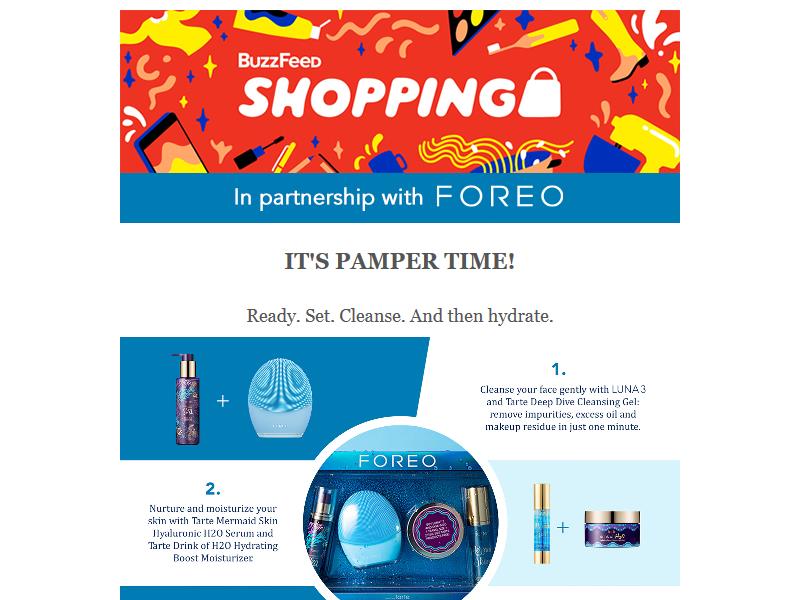 BuzzFeed
SHOPPING
In partnership with FOREO
IT'S PAMPER TIME!
Ready. Set. Cleanse. And then hydrate.
1.
Cleanse your face gently with LUNA 3
and Tarte Deep Dive Cleansing Gel:
remove impurities, excess oil and
makeup residue in just one minute.
+
2.
Nurture and moisturize your
skin with Tarte Mermaid Skin
Hyaluronic H2O Serum and
Tarte Drink of H2O Hydrating
Boost Moisturizer.
FOREO
+
tarte